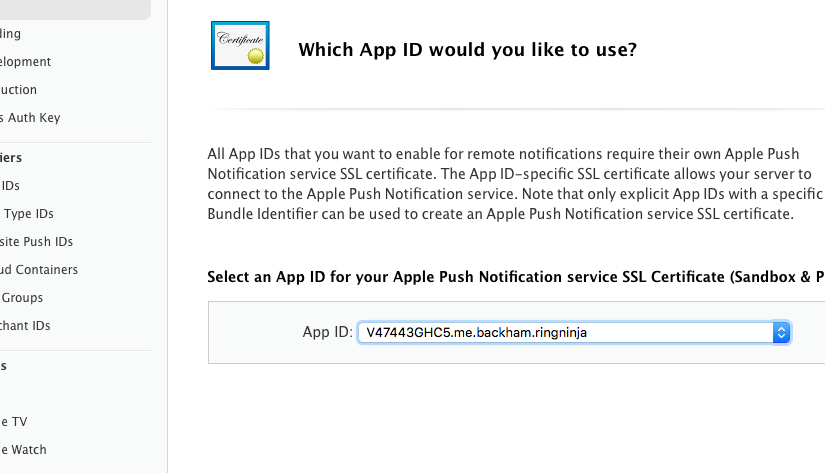 ding
elopment
uction
s Auth Key
iers
IDs
Type IDs
site Push IDs
ud Containers
Groups
chant IDs
s
e TV
e Watch
Certificate
Which App ID would you like to use?
All App IDs that you want to enable for remote notifications require their own Apple Push
Notification service SSL certificate. The App ID-specific SSL certificate allows your server to
connect to the Apple Push Notification service. Note that only explicit App IDs with a specific
Bundle Identifier can be used to create an Apple Push Notification service SSL certificate.
Select an App ID for your Apple Push Notification service SSL Certificate (Sandbox & P
App ID: V47443GHC5.me.backham.ringninja